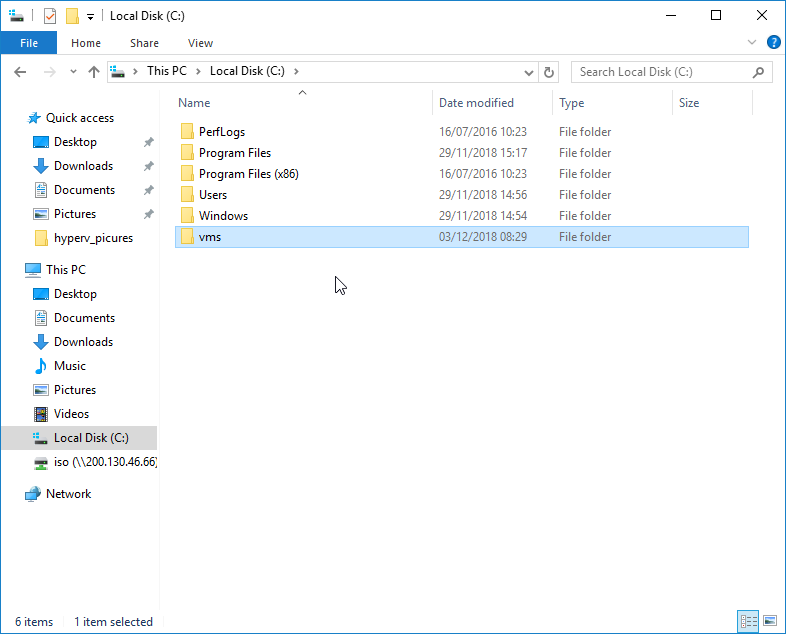 Local Disk (C:)
File Home Share View
This PC Local Disk (C:) Search Local Disk (C:)
Name Date modified Type Size
Quick access
Desktop
Downloads
Documents
Pictures
hyperv_picures
This PC
Desktop
Documents
Downloads
Music
Pictures
Videos
Local Disk (C:)
iso (\\200.130.46.66)
Network
PerfLogs 16/07/2016 10:23 File folder
Program Files 29/11/2018 15:17 File folder
Program Files (x86) 16/07/2016 10:23 File folder
Users 29/11/2018 14:56 File folder
Windows 29/11/2018 14:54 File folder
vms 03/12/2018 08:29 File folder
6 items 1 item selected